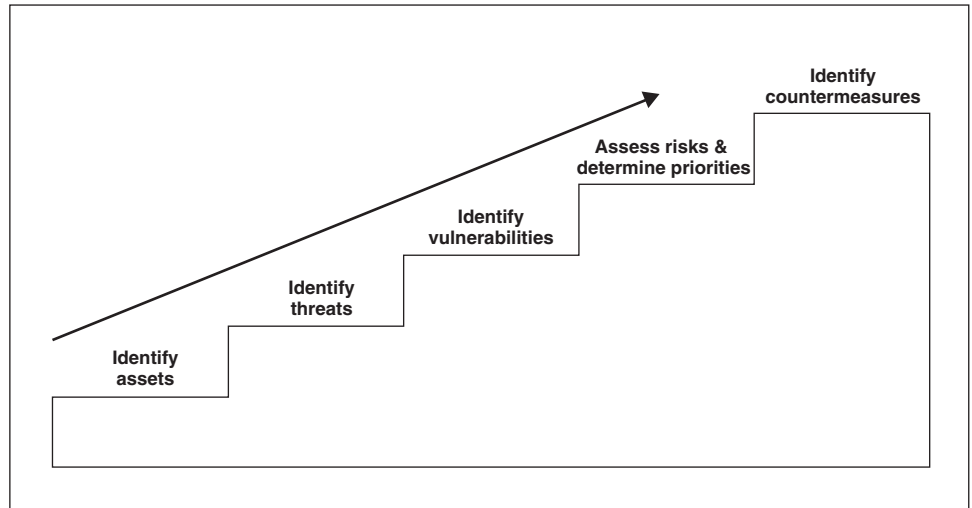 Identify
assets
Identify
threats
Identify
vulnerabilities
Assess risks &
determine priorities
Identify
countermeasures